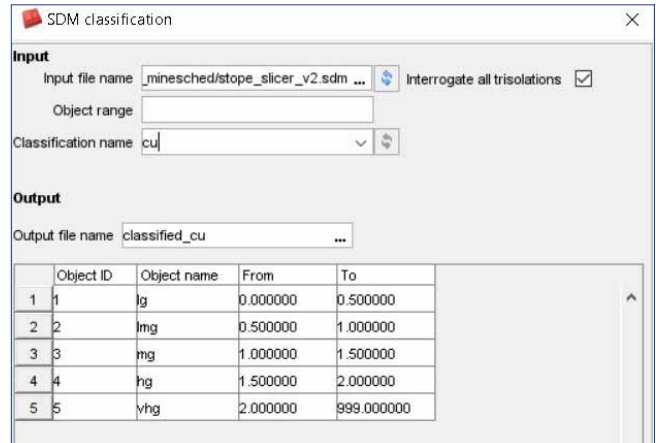 SDM classification
Input
Input file name _minesched/stope_slicer_v2.sdm ... Interrogate all trisolations
Object range
Classification name cu
Output
Output file name classified_cu ...
Object ID Object name From To
1 1 lg 0.000000 0.500000
2 2 lmg 0.500000 1.000000
3 3 mg 1.000000 1.500000
4 4 hg 1.500000 2.000000
5 5 vhg 2.000000 999.000000